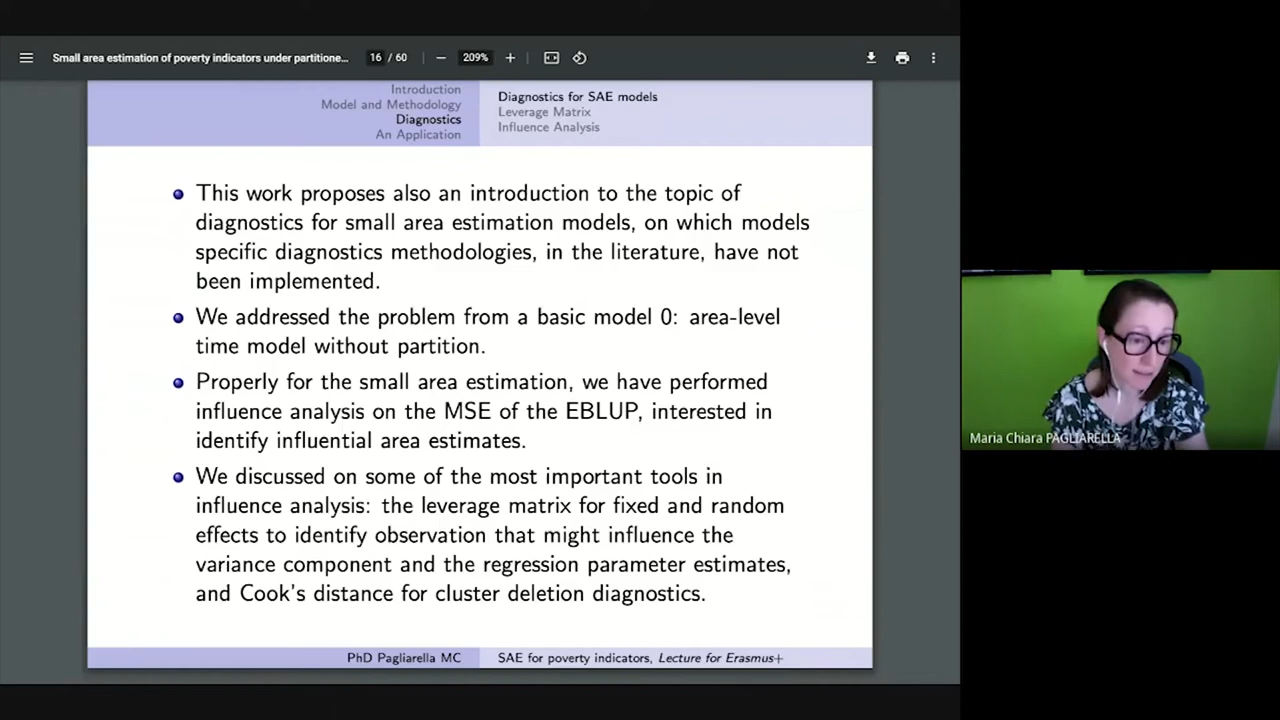 Small area estimation of poverty indicators under partitione...
16 / 60
209%
Introduction
Model and Methodology
Diagnostics
An Application
Diagnostics for SAE models
Leverage Matrix
Influence Analysis
This work proposes also an introduction to the topic of
diagnostics for small area estimation models, on which models
specific diagnostics methodologies, in the literature, have not
been implemented.
We addressed the problem from a basic model 0: area-level
time model without partition.
Properly for the small area estimation, we have performed
influence analysis on the MSE of the EBLUP, interested in
identify influential area estimates.
We discussed on some of the most important tools in
influence analysis: the leverage matrix for fixed and random
effects to identify observation that might influence the
variance component and the regression parameter estimates,
and Cook's distance for cluster deletion diagnostics.
PhD Pagliarella MC
SAE for poverty indicators, Lecture for Erasmus+
Maria Chiara PAGLIARELLA